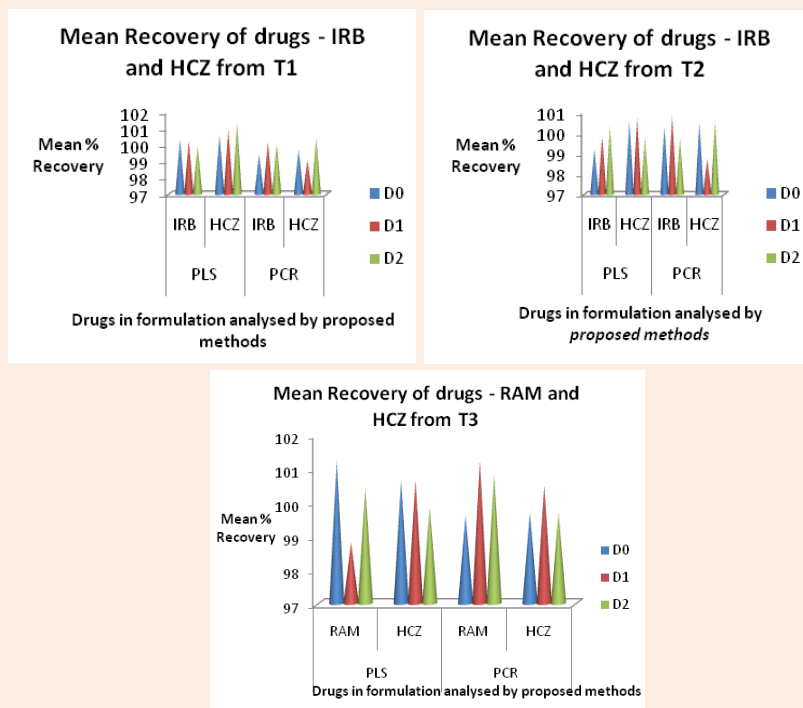 Mean Recovery of drugs - IRB
and HCZ from T1
Mean %
Recovery
102
101
100
99
98
97
IRB HCZ IRB HCZ
PLS PCR
D0
D1
D2
Drugs in formulation analysed by proposed
methods
Mean Recovery of drugs - IRB
and HCZ from T2
Mean %
Recovery
101
100
99
98
97
IRB HCZ IRB HCZ
PLS PCR
D0
D1
D2
Drugs in formulation analysed by
proposed methods
Mean Recovery of drugs - RAM and
HCZ from T3
Mean %
Recovery
102
101
100
99
98
97
RAM HCZ RAM HCZ
PLS PCR
D0
D1
D2
Drugs in formulation analysed by proposed methods